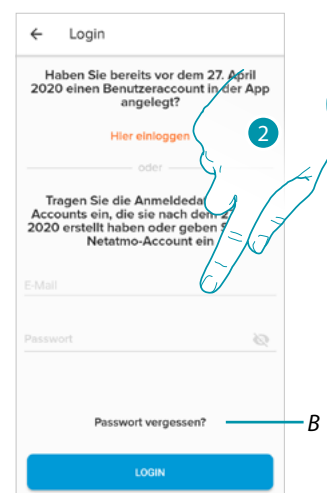 ← Login
Haben Sie bereits vor dem 27. April
2020 einen Benutzeraccount in der App
angelegt?
Hier einloggen
2
oder
Tragen Sie die Anmeldeda
Accounts ein, die sie nach dem 2
2020 erstellt haben oder geben S
Netatmo-Account ein
E-Mail
Passwort
Passwort vergessen?
B
LOGIN